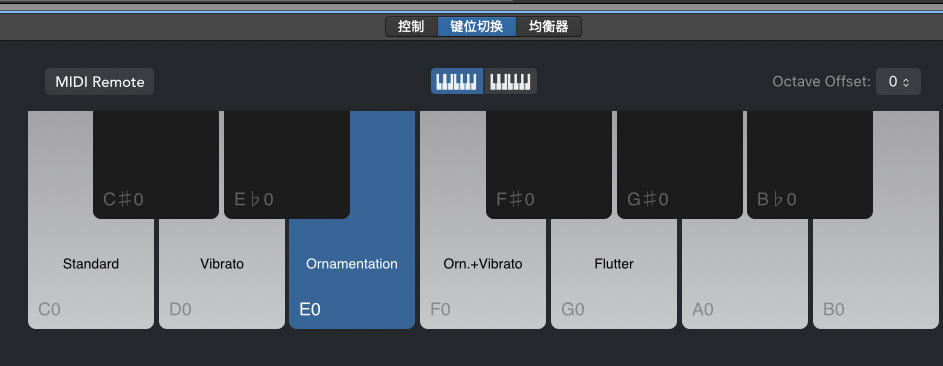 控制 键位切换 均衡器
MIDI Remote Octave Offset: 0
C♯0 E♭0 F♯0 G♯0 B♭0
Standard Vibrato Ornamentation Orn.+Vibrato Flutter
C0 D0 E0 F0 G0 A0 B0